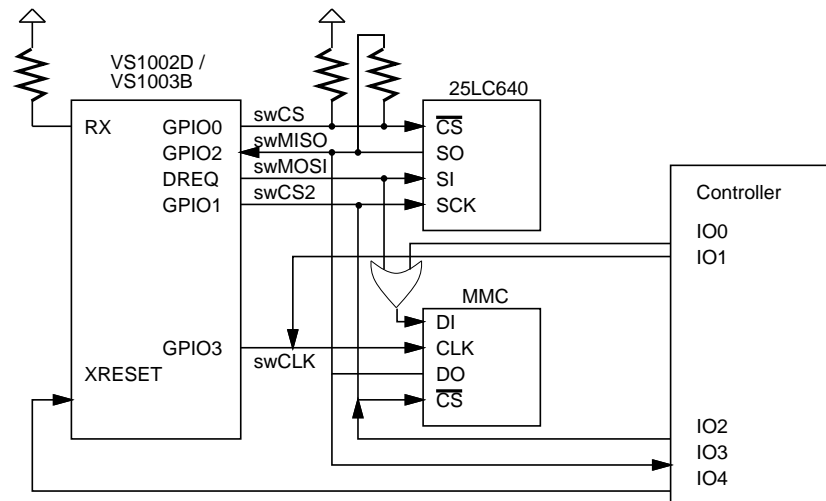 VS1002D /
VS1003B
25LC640
RX
GPIO0
swCS
CS
GPIO2
swMISO
SO
DREQ
swMOSI
SI
GPIO1
swCS2
SCK
Controller
IO0
IO1
MMC
DI
GPIO3
swCLK
CLK
XRESET
DO
CS
IO2
IO3
IO4